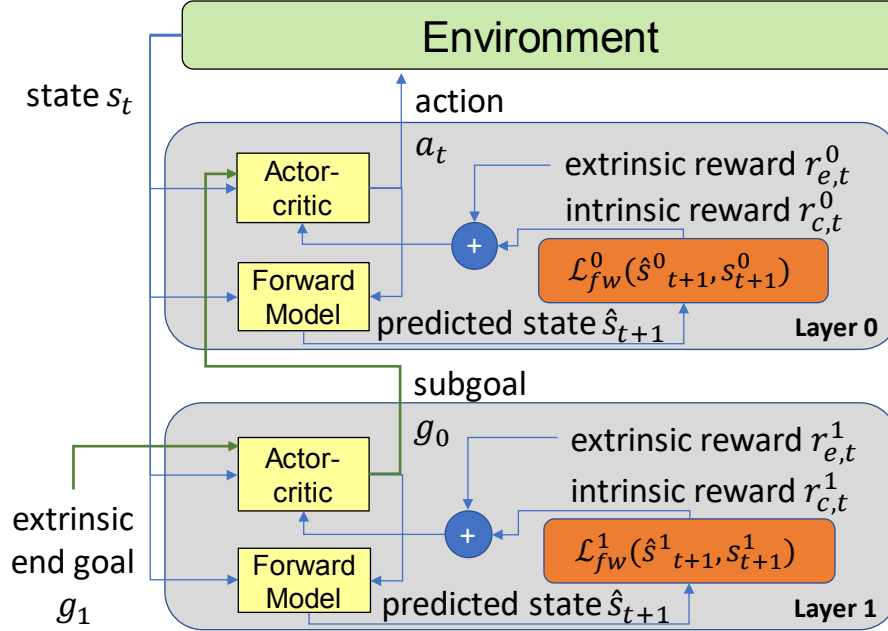 Environment
state s_t
action
a_t
Actor-
critic
extrinsic reward r^0_{e,t}
intrinsic reward r^0_{c,t}
+
ℒ^0_{fw}(ŝ^0_{t+1}, s^0_{t+1})
Forward
Model
predicted state ŝ_{t+1}
Layer 0
subgoal
g_0
Actor-
critic
extrinsic reward r^1_{e,t}
intrinsic reward r^1_{c,t}
+
ℒ^1_{fw}(ŝ^1_{t+1}, s^1_{t+1})
extrinsic
end goal
g_1
Forward
Model
predicted state ŝ_{t+1}
Layer 1